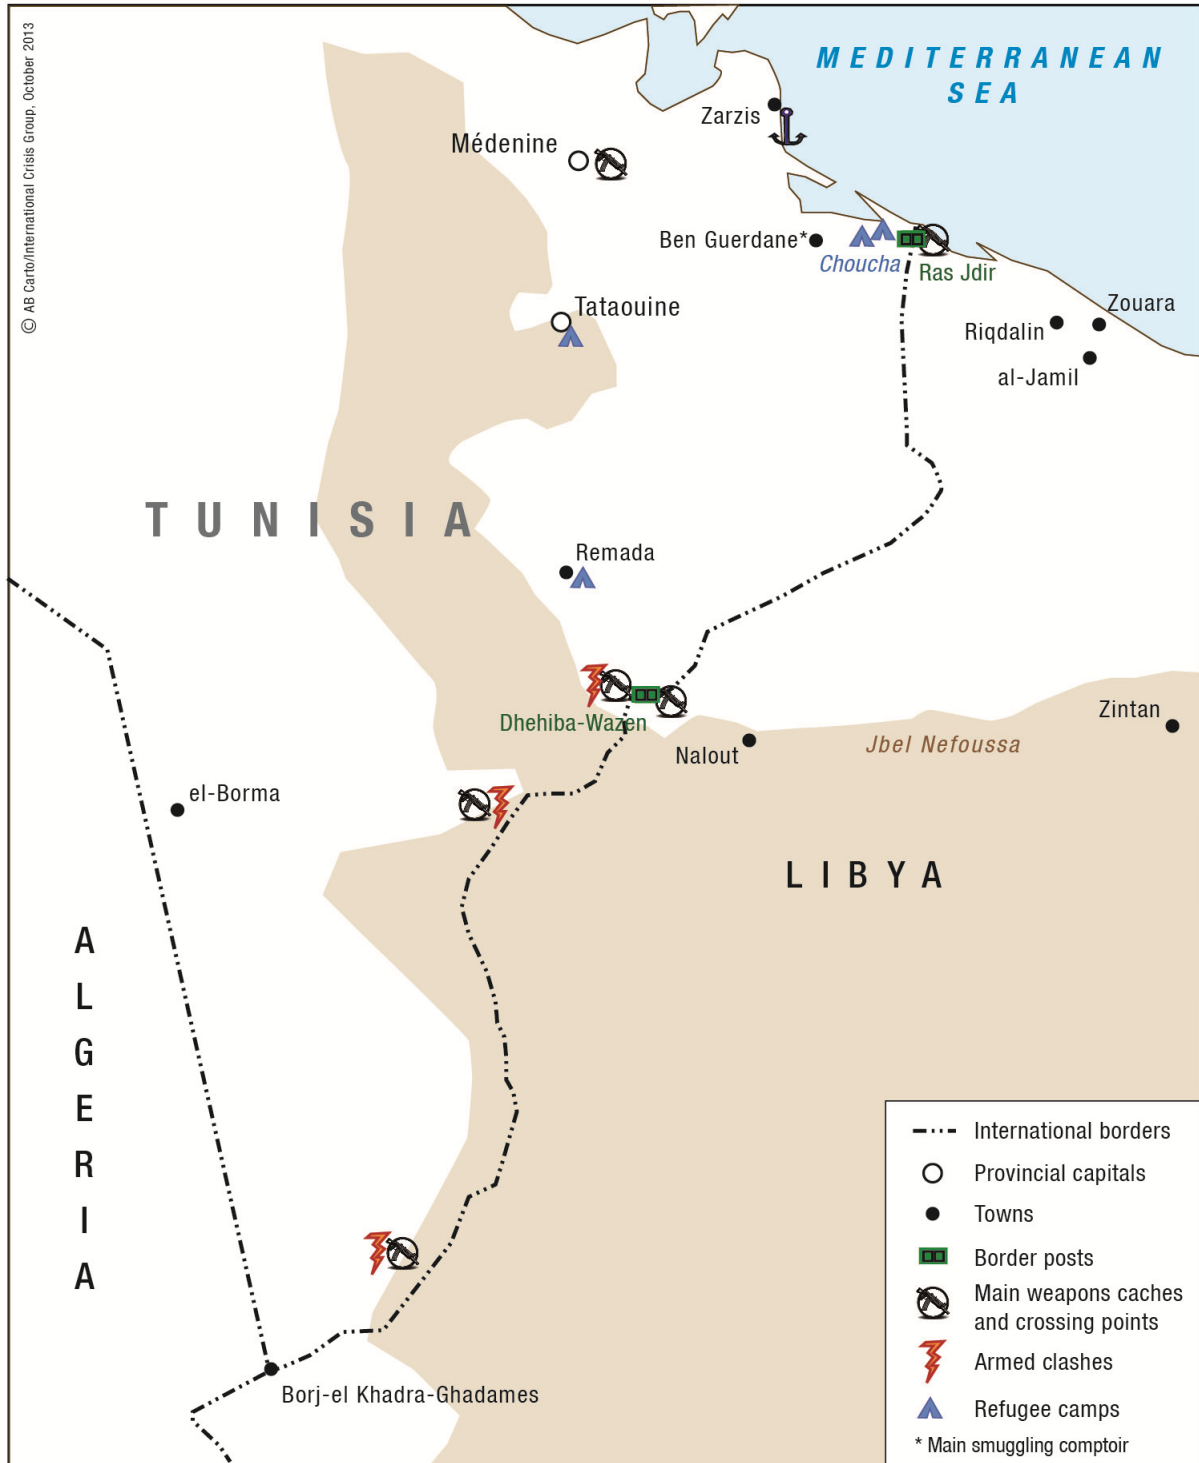 © AB Carto/International Crisis Group, October 2013
MEDITERRANEAN
SEA
Zarzis
Médenine
Ben Guerdane*
Choucha
Ras Jdir
Tataouine
Zouara
Riqdalin
al-Jamil
TUNISIA
Remada
Dhehiba-Wazen
Nalout
Jbel Nefoussa
Zintan
el-Borma
LIBYA
ALGERIA
Borj-el Khadra-Ghadames
International borders
Provincial capitals
Towns
Border posts
Main weapons caches
and crossing points
Armed clashes
Refugee camps
* Main smuggling comptoir